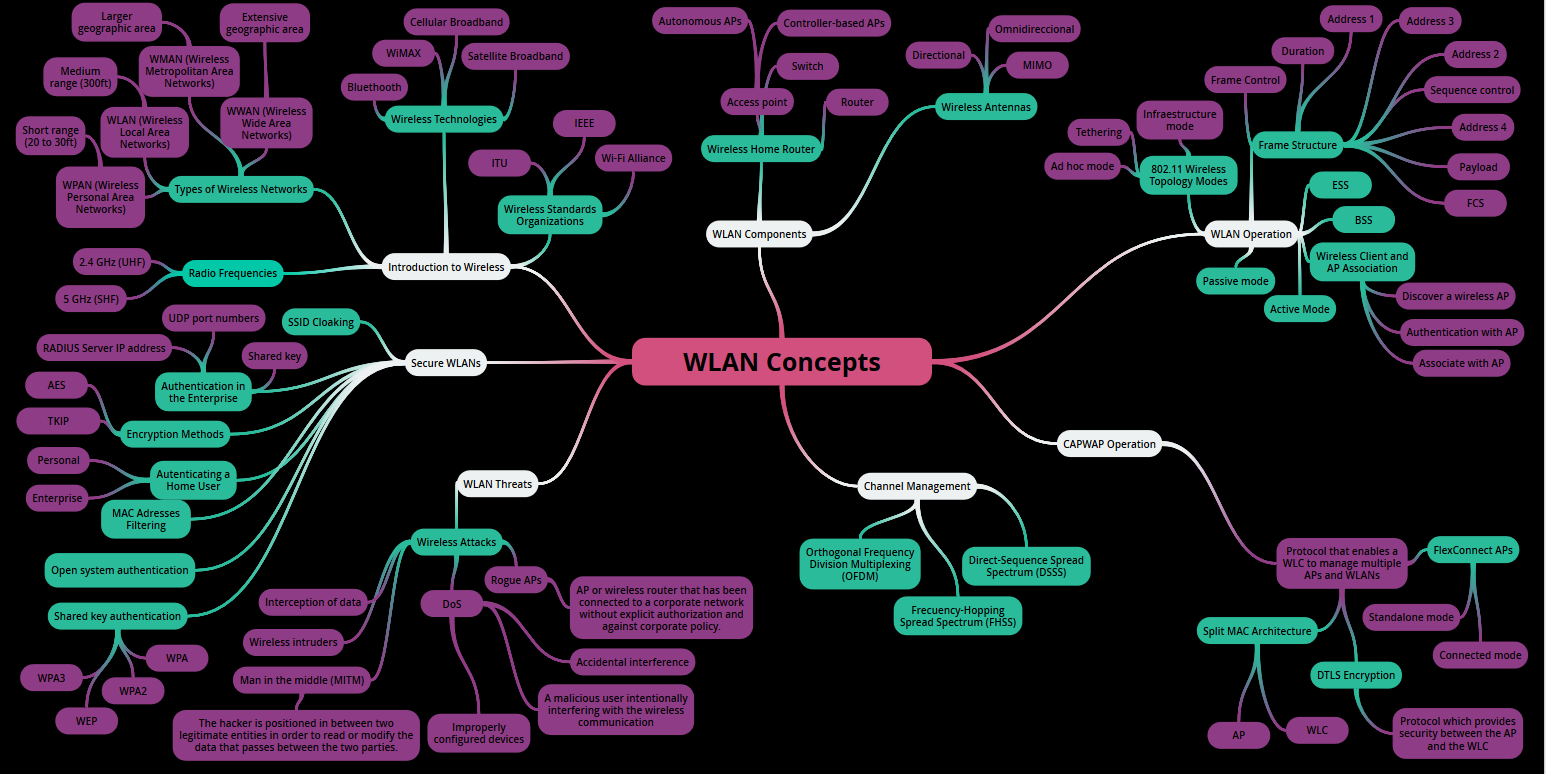 WLAN Concepts
Introduction to Wireless
Types of Wireless Networks
Larger
geographic area
Extensive
geographic area
WMAN (Wireless
Metropolitan Area
Networks)
Medium
range (300ft)
WLAN (Wireless
Local Area
Networks)
WWAN (Wireless
Wide Area
Networks)
Short range
(20 to 30ft)
WPAN (Wireless
Personal Area
Networks)
Cellular Broadband
WiMAX
Satellite Broadband
Bluethooth
Wireless Technologies
IEEE
ITU
Wi-Fi Alliance
Wireless Standards
Organizations
Radio Frequencies
2.4 GHz (UHF)
5 GHz (SHF)
Secure WLANs
SSID Cloaking
UDP port numbers
RADIUS Server IP address
Shared key
Authentication in
the Enterprise
AES
TKIP
Encryption Methods
Personal
Enterprise
Autenticating a
Home User
MAC Adresses
Filtering
Open system authentication
Shared key authentication
WPA
WPA3
WPA2
WEP
WLAN Threats
Wireless Attacks
Rogue APs
AP or wireless router that has been
connected to a corporate network
without explicit authorization and
against corporate policy.
DoS
Accidental interference
A malicious user intentionally
interfering with the wireless
communication
Improperly
configured devices
Interception of data
Wireless intruders
Man in the middle (MITM)
The hacker is positioned in between two
legitimate entities in order to read or modify the
data that passes between the two parties.
WLAN Components
Autonomous APs
Controller-based APs
Switch
Access point
Router
Wireless Home Router
Omnidireccional
Directional
MIMO
Wireless Antennas
WLAN Operation
Infraestructure
mode
Tethering
Ad hoc mode
802.11 Wireless
Topology Modes
Address 1
Address 3
Duration
Address 2
Frame Control
Sequence control
Address 4
Frame Structure
Payload
FCS
ESS
BSS
Wireless Client and
AP Association
Passive mode
Active Mode
Discover a wireless AP
Authentication with AP
Associate with AP
CAPWAP Operation
Protocol that enables a
WLC to manage multiple
APs and WLANs
FlexConnect APs
Standalone mode
Connected mode
Split MAC Architecture
AP
WLC
DTLS Encryption
Protocol which provides
security between the AP
and the WLC
Channel Management
Orthogonal Frequency
Division Multiplexing
(OFDM)
Direct-Sequence Spread
Spectrum (DSSS)
Frecuency-Hopping
Spread Spectrum (FHSS)